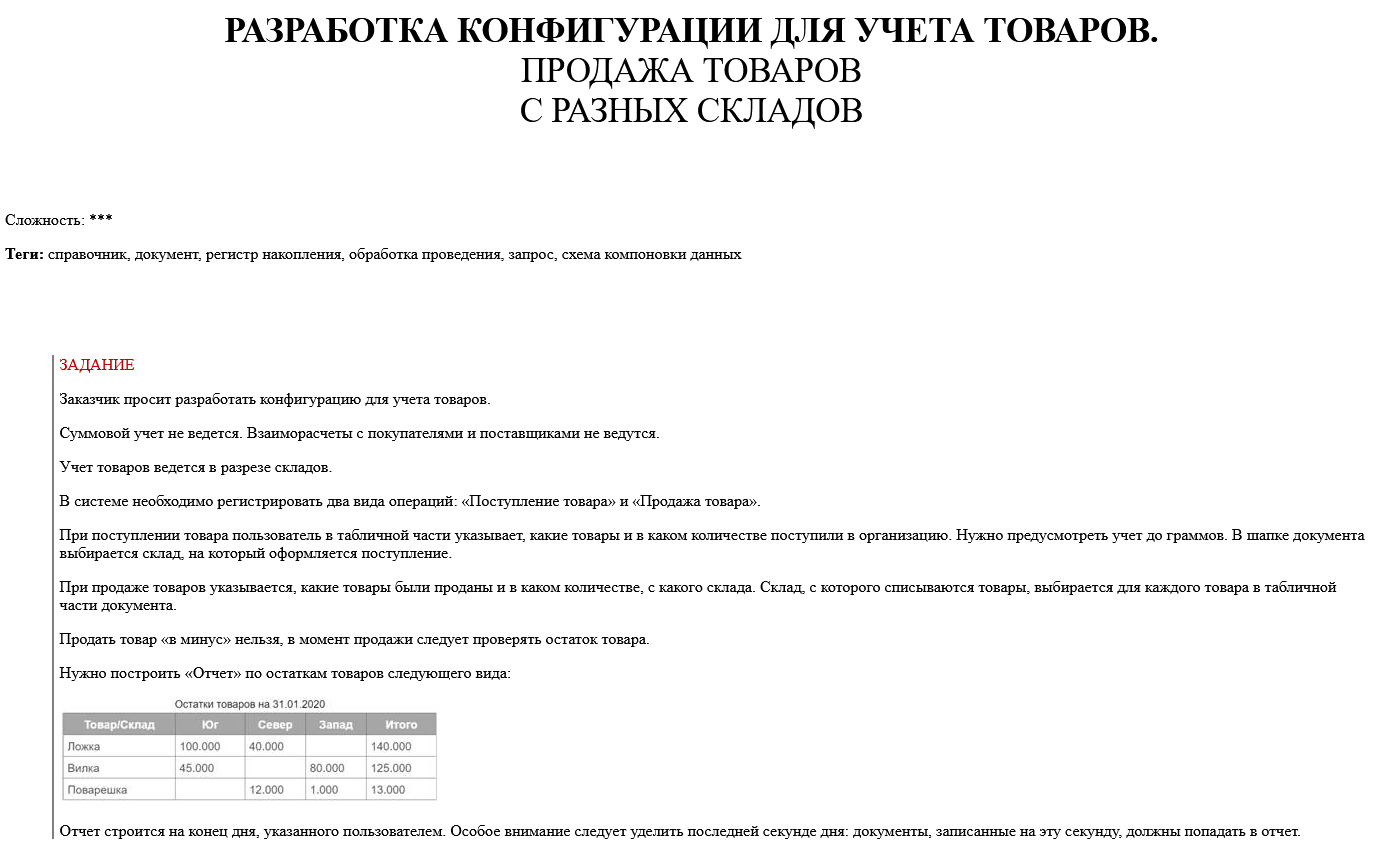 РАЗРАБОТКА КОНФИГУРАЦИИ ДЛЯ УЧЕТА ТОВАРОВ.
ПРОДАЖА ТОВАРОВ
С РАЗНЫХ СКЛАДОВ
Сложность: ***
Теги: справочник, документ, регистр накопления, обработка проведения, запрос, схема компоновки данных
ЗАДАНИЕ
Заказчик просит разработать конфигурацию для учета товаров.
Суммовой учет не ведется. Взаиморасчеты с покупателями и поставщиками не ведутся.
Учет товаров ведется в разрезе складов.
В системе необходимо регистрировать два вида операций: «Поступление товара» и «Продажа товара».
При поступлении товара пользователь в табличной части указывает, какие товары и в каком количестве поступили в организацию. Нужно предусмотреть учет до граммов. В шапке документа
выбирается склад, на который оформляется поступление.
При продаже товаров указывается, какие товары были проданы и в каком количестве, с какого склада. Склад, с которого списываются товары, выбирается для каждого товара в табличной
части документа.
Продать товар «в минус» нельзя, в момент продажи следует проверять остаток товара.
Нужно построить «Отчет» по остаткам товаров следующего вида:
Остатки товаров на 31.01.2020
Товар/Склад Юг Север Запад Итого
Ложка 100.000 40.000 140.000
Вилка 45.000 80.000 125.000
Поварешка 12.000 1.000 13.000
Отчет строится на конец дня, указанного пользователем. Особое внимание следует уделить последней секунде дня: документы, записанные на эту секунду, должны попадать в отчет.